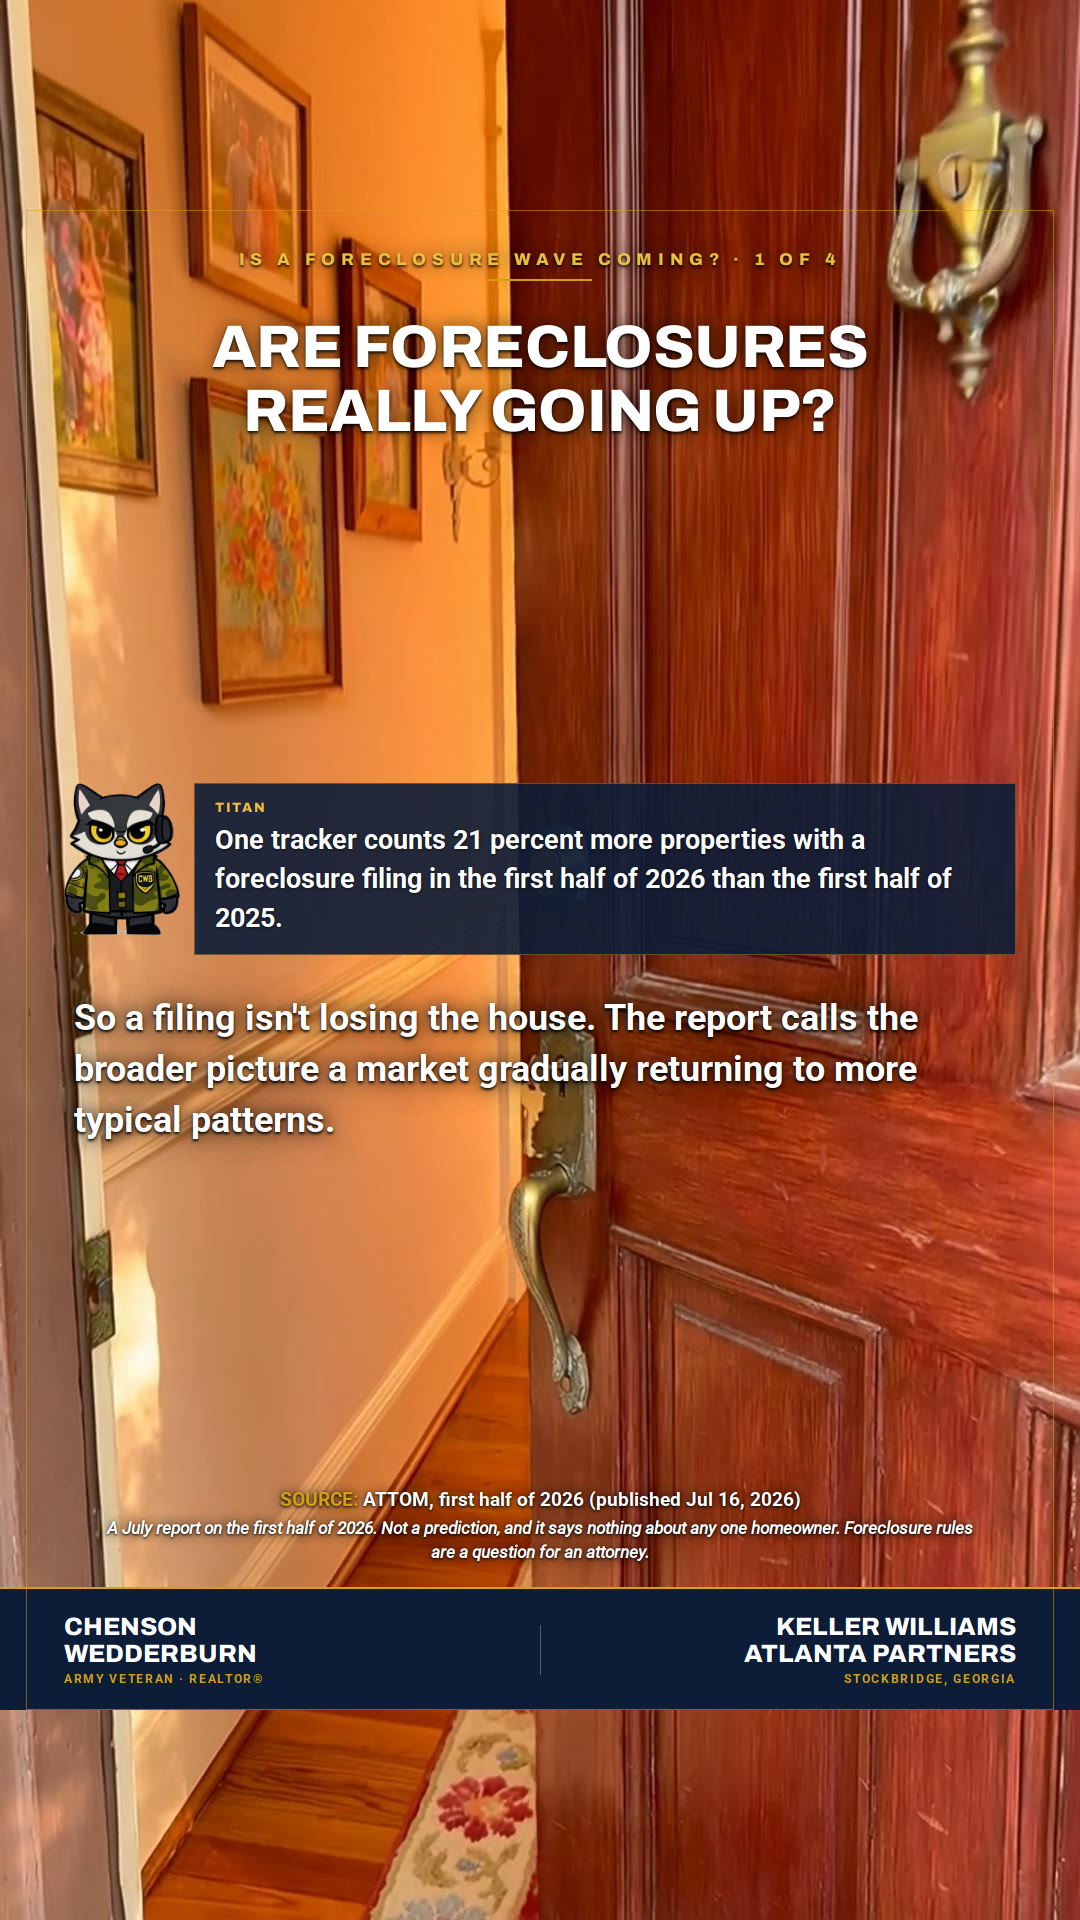 IS A FORECLOSURE WAVE COMING? · 1 OF 4
ARE FORECLOSURES
REALLY GOING UP?
TITAN
One tracker counts 21 percent more properties with a
foreclosure filing in the first half of 2026 than the first half of
2025.
CWB
So a filing isn't losing the house. The report calls the
broader picture a market gradually returning to more
typical patterns.
SOURCE: ATTOM, first half of 2026 (published Jul 16, 2026)
A July report on the first half of 2026. Not a prediction, and it says nothing about any one homeowner. Foreclosure rules
are a question for an attorney.
CHENSON
WEDDERBURN
ARMY VETERAN · REALTOR®
KELLER WILLIAMS
ATLANTA PARTNERS
STOCKBRIDGE, GEORGIA